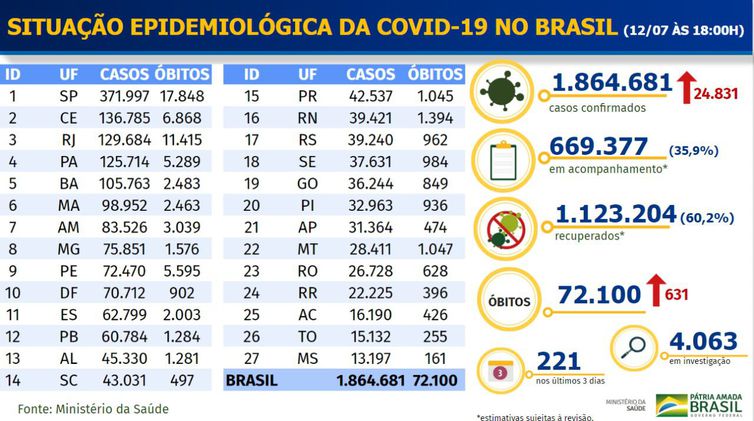 SITUAÇÃO EPIDEMIOLÓGICA DA COVID-19 NO BRASIL (12/07 ÀS 18:00H)
ID UF CASOS ÓBITOS
1 SP 371.997 17.848
2 CE 136.785 6.868
3 RJ 129.684 11.415
4 PA 125.714 5.289
5 BA 105.763 2.483
6 MA 98.952 2.463
7 AM 83.526 3.039
8 MG 75.851 1.576
9 PE 72.470 5.595
10 DF 70.712 902
11 ES 62.799 2.003
12 PB 60.784 1.284
13 AL 45.330 1.281
14 SC 43.031 497
ID UF CASOS ÓBITOS
15 PR 42.537 1.045
16 RN 39.421 1.394
17 RS 39.240 962
18 SE 37.631 984
19 GO 36.244 849
20 PI 32.963 936
21 AP 31.364 474
22 MT 28.411 1.047
23 RO 26.728 628
24 RR 22.225 396
25 AC 16.190 426
26 TO 15.132 255
27 MS 13.197 161
BRASIL 1.864.681 72.100
1.864.681 24.831
casos confirmados
669.377 (35,9%)
em acompanhamento*
1.123.204 (60,2%)
recuperados*
ÓBITOS 72.100 631
3 221
nos últimos 3 dias
4.063
em investigação
Fonte: Ministério da Saúde
*estimativas sujeitas à revisão.
MINISTÉRIO DA
SAÚDE
PÁTRIA AMADA
BRASIL
GOVERNO FEDERAL